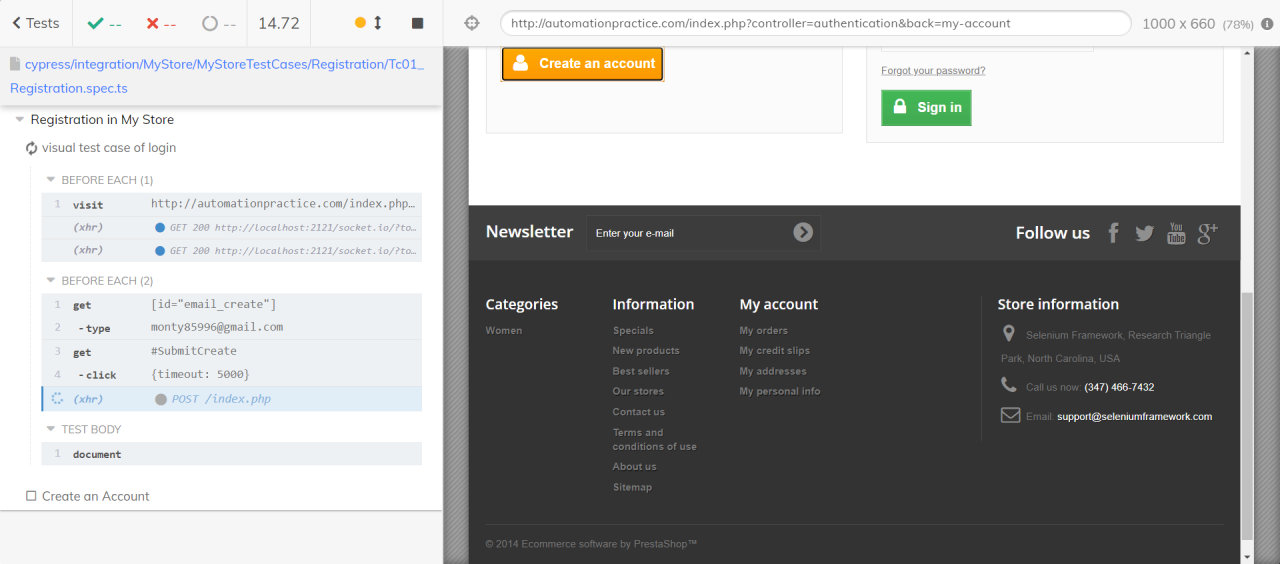 Tests
--
--
--
14.72
http://automationpractice.com/index.php?controller=authentication&back=my-account
1000 x 660 (78%)
cypress/integration/MyStore/MyStoreTestCases/Registration/Tc01_
Registration.spec.ts
Registration in My Store
visual test case of login
BEFORE EACH (1)
1 visit http://automationpractice.com/index.php...
(xhr) GET 200 http://localhost:2121/socket.io/?to...
(xhr) GET 200 http://localhost:2121/socket.io/?to...
BEFORE EACH (2)
1 get [id="email_create"]
2 - type monty85996@gmail.com
3 get #SubmitCreate
4 - click {timeout: 5000}
(xhr) POST /index.php
TEST BODY
1 document
Create an Account
Create an account
Forgot your password?
Sign in
Newsletter
Enter your e-mail
Follow us
You
Tube
g+
Categories
Women
Information
Specials
New products
Best sellers
Our stores
Contact us
Terms and
conditions of use
About us
Sitemap
My account
My orders
My credit slips
My addresses
My personal info
Store information
Selenium Framework, Research Triangle
Park, North Carolina, USA
Call us now: (347) 466-7432
Email: support@seleniumframework.com
© 2014 Ecommerce software by PrestaShop™